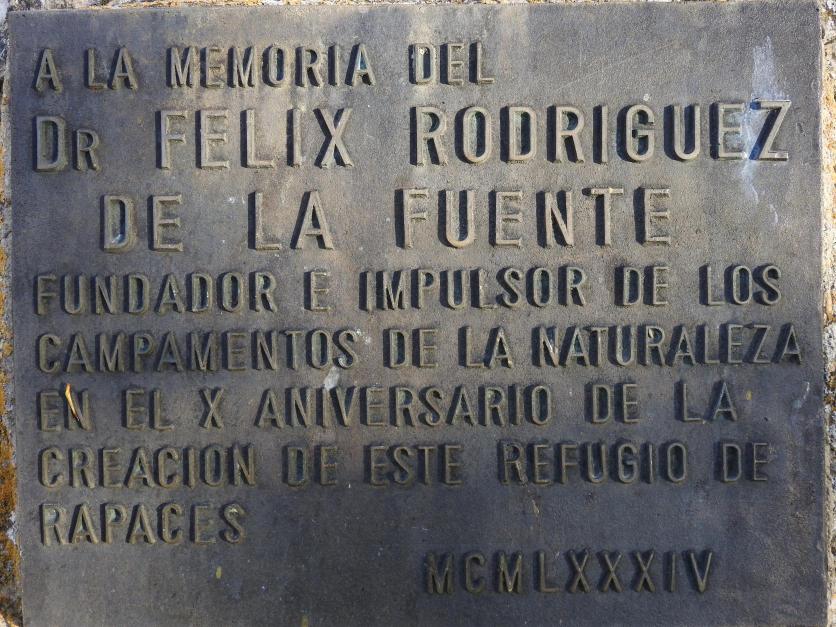 A LA MEMORIA DEL
DR FELIX RODRIGUEZ
DE LA FUENTE
FUNDADOR E IMPULSOR DE LOS
CAMPAMENTOS DE LA NATURALEZA
EN EL X ANIVERSARIO DE LA
CREACION DE ESTE REFUGIO DE
RAPACES
MCMLXXXIV